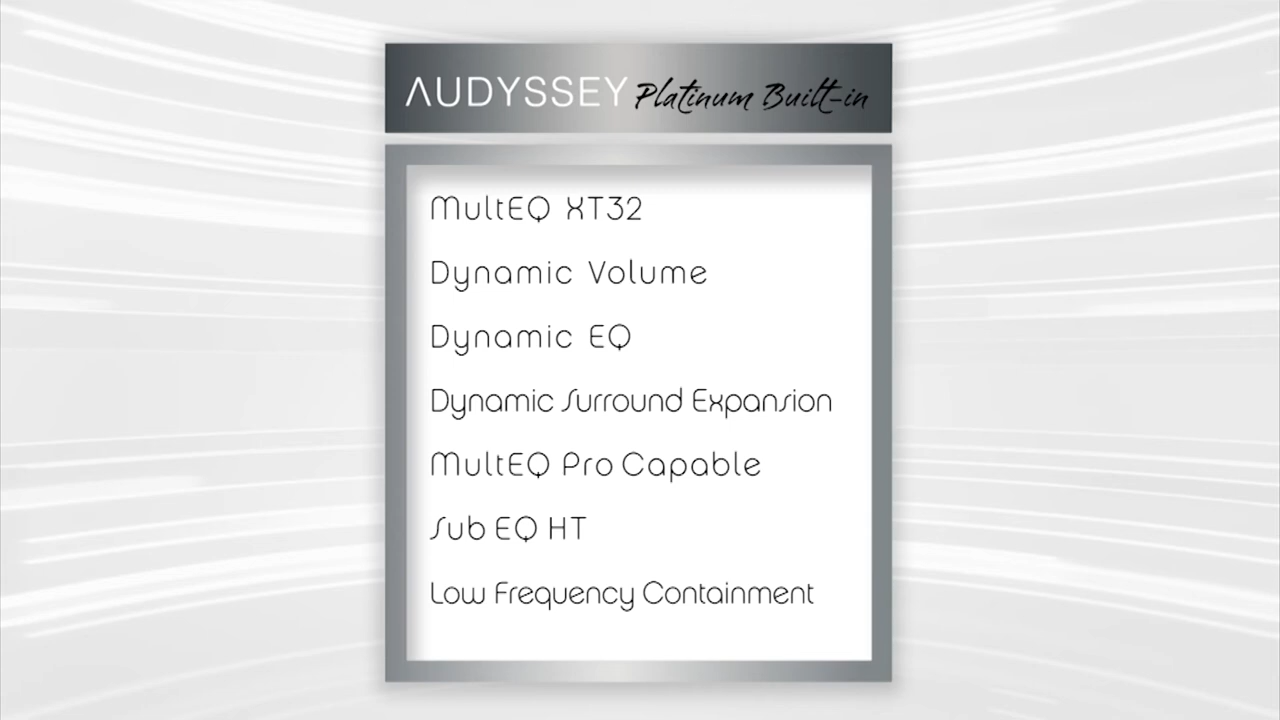 AUDYSSEY Platinum Built-in
MultEQ XT32
Dynamic Volume
Dynamic EQ
Dynamic Surround Expansion
MultEQ Pro Capable
Sub EQ HT
Low Frequency Containment